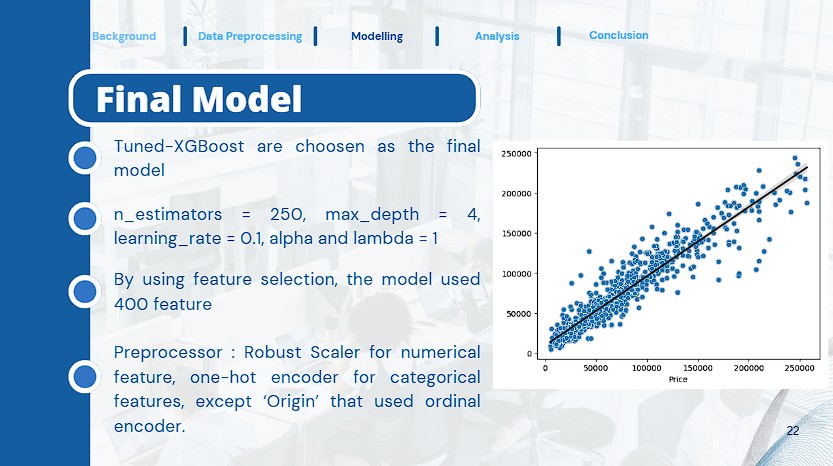 Background Data Preprocessing Modelling Analysis Conclusion
Final Model
Tuned-XGBoost are choosen as the final
model
n_estimators = 250, max_depth = 4,
learning_rate = 0.1, alpha and lambda = 1
By using feature selection, the model used
400 feature
Preprocessor : Robust Scaler for numerical
feature, one-hot encoder for categorical
features, except ‘Origin’ that used ordinal
encoder.
250000
200000
150000
100000
50000
0
0 50000 100000 150000 200000 250000
Price
22